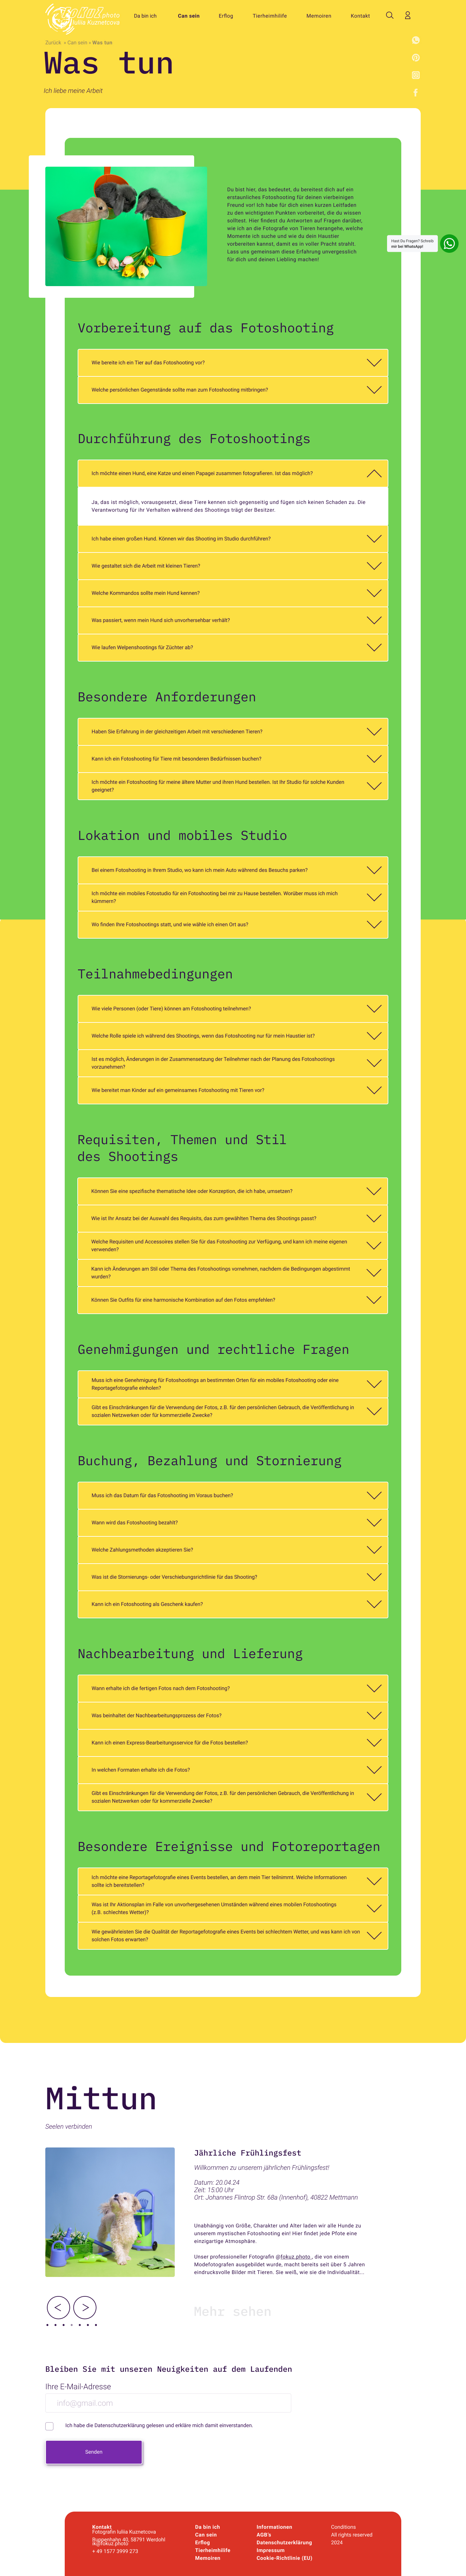 FoKuZ photo
Iuliia Kuznetcova
Da bin ich
Can sein
Erflog
Tierheimhilife
Memoiren
Kontakt
Zurück • Can sein • Was tun
Was tun
Ich liebe meine Arbeit
Du bist hier, das bedeutet, du bereitest dich auf ein
erstaunliches Fotoshooting für deinen vierbeinigen
Freund vor! Ich habe für dich einen kurzen Leitfaden
zu den wichtigsten Punkten vorbereitet, die du wissen
solltest. Hier findest du Antworten auf Fragen darüber,
wie ich an die Fotografie von Tieren herangehe, welche
Momente ich suche und wie du dein Haustier
vorbereiten kannst, damit es in voller Pracht strahlt.
Lass uns gemeinsam diese Erfahrung unvergesslich
für dich und deinen Liebling machen!
Hast Du Fragen? Schreib
mir bei WhatsApp!
Vorbereitung auf das Fotoshooting
Wie bereite ich ein Tier auf das Fotoshooting vor?
Welche persönlichen Gegenstände sollte man zum Fotoshooting mitbringen?
Durchführung des Fotoshootings
Ich möchte einen Hund, eine Katze und einen Papagei zusammen fotografieren. Ist das möglich?
Ja, das ist möglich, vorausgesetzt, diese Tiere kennen sich gegenseitig und fügen sich keinen Schaden zu. Die
Verantwortung für ihr Verhalten während des Shootings trägt der Besitzer.
Ich habe einen großen Hund. Können wir das Shooting im Studio durchführen?
Wie gestaltet sich die Arbeit mit kleinen Tieren?
Welche Kommandos sollte mein Hund kennen?
Was passiert, wenn mein Hund sich unvorhersehbar verhält?
Wie laufen Welpenshootings für Züchter ab?
Besondere Anforderungen
Haben Sie Erfahrung in der gleichzeitigen Arbeit mit verschiedenen Tieren?
Kann ich ein Fotoshooting für Tiere mit besonderen Bedürfnissen buchen?
Ich möchte ein Fotoshooting für meine ältere Mutter und ihren Hund bestellen. Ist Ihr Studio für solche Kunden
geeignet?
Lokation und mobiles Studio
Bei einem Fotoshooting in Ihrem Studio, wo kann ich mein Auto während des Besuchs parken?
Ich möchte ein mobiles Fotostudio für ein Fotoshooting bei mir zu Hause bestellen. Worüber muss ich mich
kümmern?
Wo finden Ihre Fotoshootings statt, und wie wähle ich einen Ort aus?
Teilnahmebedingungen
Wie viele Personen (oder Tiere) können am Fotoshooting teilnehmen?
Welche Rolle spiele ich während des Shootings, wenn das Fotoshooting nur für mein Haustier ist?
Ist es möglich, Änderungen in der Zusammensetzung der Teilnehmer nach der Planung des Fotoshootings
vorzunehmen?
Wie bereitet man Kinder auf ein gemeinsames Fotoshooting mit Tieren vor?
Requisiten, Themen und Stil
des Shootings
Können Sie eine spezifische thematische Idee oder Konzeption, die ich habe, umsetzen?
Wie ist Ihr Ansatz bei der Auswahl des Requisits, das zum gewählten Thema des Shootings passt?
Welche Requisiten und Accessoires stellen Sie für das Fotoshooting zur Verfügung, und kann ich meine eigenen
verwenden?
Kann ich Änderungen am Stil oder Thema des Fotoshootings vornehmen, nachdem die Bedingungen abgestimmt
wurden?
Können Sie Outfits für eine harmonische Kombination auf den Fotos empfehlen?
Genehmigungen und rechtliche Fragen
Muss ich eine Genehmigung für Fotoshootings an bestimmten Orten für ein mobiles Fotoshooting oder eine
Reportagefotografie einholen?
Gibt es Einschränkungen für die Verwendung der Fotos, z.B. für den persönlichen Gebrauch, die Veröffentlichung in
sozialen Netzwerken oder für kommerzielle Zwecke?
Buchung, Bezahlung und Stornierung
Muss ich das Datum für das Fotoshooting im Voraus buchen?
Wann wird das Fotoshooting bezahlt?
Welche Zahlungsmethoden akzeptieren Sie?
Was ist die Stornierungs- oder Verschiebungsrichtlinie für das Shooting?
Kann ich ein Fotoshooting als Geschenk kaufen?
Nachbearbeitung und Lieferung
Wann erhalte ich die fertigen Fotos nach dem Fotoshooting?
Was beinhaltet der Nachbearbeitungsprozess der Fotos?
Kann ich einen Express-Bearbeitungsservice für die Fotos bestellen?
In welchen Formaten erhalte ich die Fotos?
Gibt es Einschränkungen für die Verwendung der Fotos, z.B. für den persönlichen Gebrauch, die Veröffentlichung in
sozialen Netzwerken oder für kommerzielle Zwecke?
Besondere Ereignisse und Fotoreportagen
Ich möchte eine Reportagefotografie eines Events bestellen, an dem mein Tier teilnimmt. Welche Informationen
sollte ich bereitstellen?
Was ist Ihr Aktionsplan im Falle von unvorhergesehenen Umständen während eines mobilen Fotoshootings
(z.B. schlechtes Wetter)?
Wie gewährleisten Sie die Qualität der Reportagefotografie eines Events bei schlechtem Wetter, und was kann ich von
solchen Fotos erwarten?
Mittun
Seelen verbinden
Jährliche Frühlingsfest
Willkommen zu unserem jährlichen Frühlingsfest!
Datum: 20.04.24
Zeit: 15:00 Uhr
Ort: Johannes Flintrop Str. 68a (Innenhof), 40822 Mettmann
Unabhängig von Größe, Charakter und Alter laden wir alle Hunde zu
unserem mystischen Fotoshooting ein! Hier findet jede Pfote eine
einzigartige Atmosphäre.
Unser professioneller Fotografin @fokuz.photo , die von einem
Modefotografen ausgebildet wurde, macht bereits seit über 5 Jahren
eindrucksvolle Bilder mit Tieren. Sie weiß, wie sie die Individualität...
Mehr sehen
Bleiben Sie mit unseren Neuigkeiten auf dem Laufenden
Ihre E-Mail-Adresse
info@gmail.com
Ich habe die Datenschutzerklärung gelesen und erkläre mich damit einverstanden.
Senden
Kontakt
Fotografin Iuliia Kuznetcova
Ruppenhahn 40, 58791 Werdohl
ik@fokuz.photo
+ 49 1577 3999 273
Da bin ich
Can sein
Erflog
Tierheimhilfe
Memoiren
Informationen
AGB's
Datenschutzerklärung
Impressum
Cookie-Richtlinie (EU)
Conditions
All rights reserved
2024